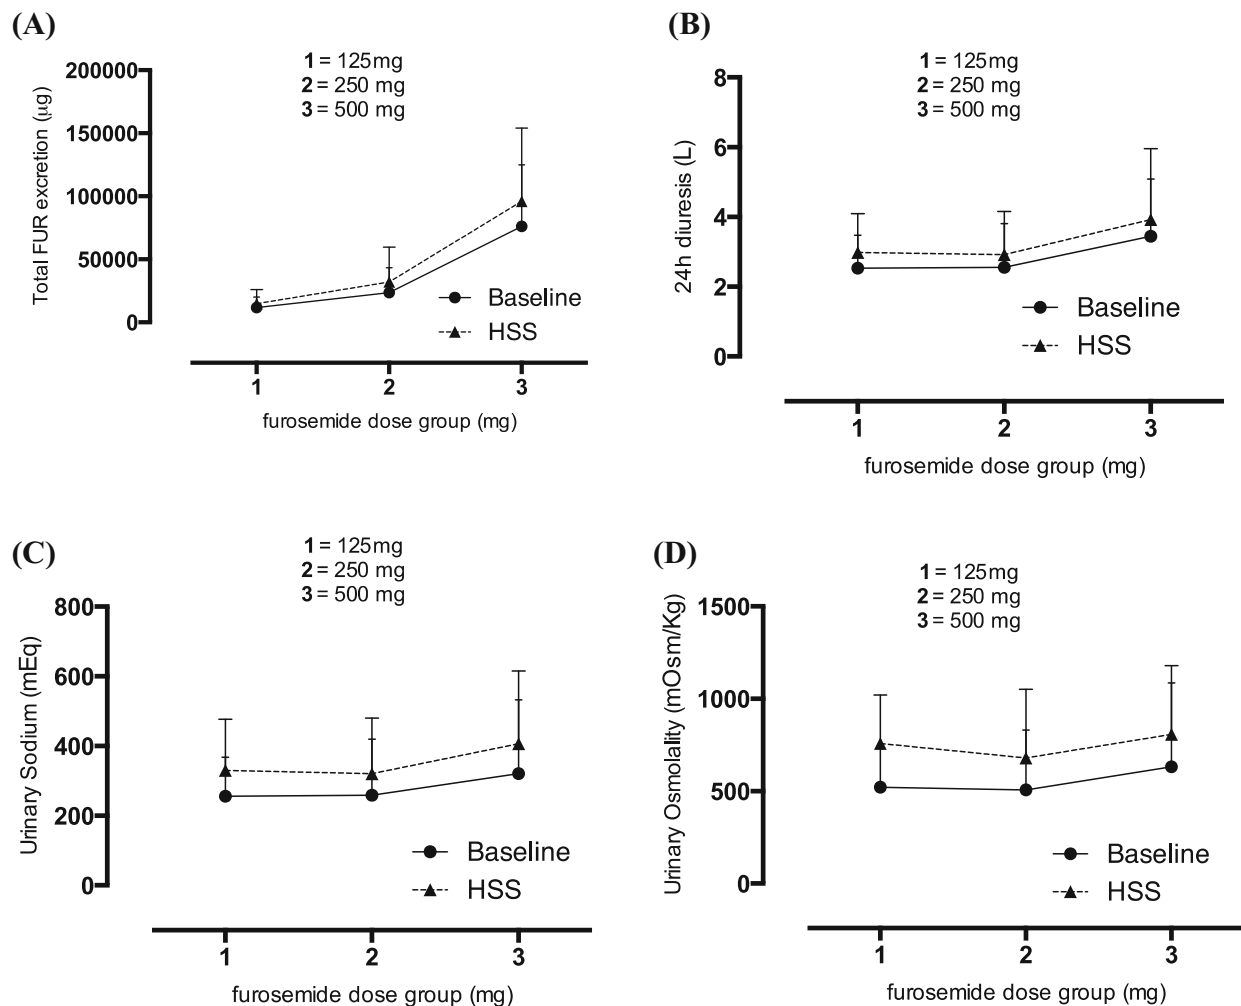 (A)
1 = 125mg
2 = 250 mg
3 = 500 mg
Total FUR excretion (µg)
200000
150000
100000
50000
0
Baseline
HSS
1 2 3
furosemide dose group (mg)
(B)
1 = 125mg
2 = 250 mg
3 = 500 mg
24h diuresis (L)
8
6
4
2
0
Baseline
HSS
1 2 3
furosemide dose group (mg)
(C)
1 = 125mg
2 = 250 mg
3 = 500 mg
Urinary Sodium (mEq)
800
600
400
200
0
Baseline
HSS
1 2 3
furosemide dose group (mg)
(D)
1 = 125mg
2 = 250 mg
3 = 500 mg
Urinary Osmolality (mOsm/Kg)
1500
1000
500
0
Baseline
HSS
1 2 3
furosemide dose group (mg)